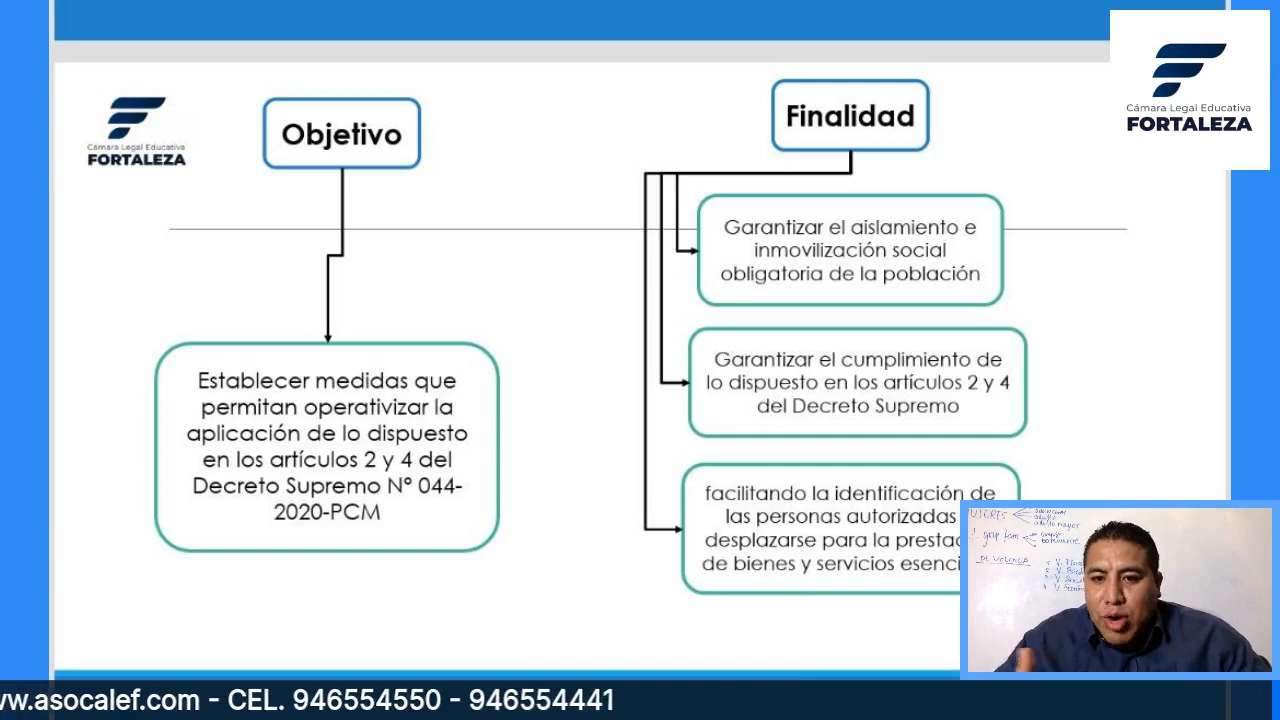 Cámara Legal Educativa
FORTALEZA
Objetivo
Establecer medidas que
permitan operativizar la
aplicación de lo dispuesto
en los artículos 2 y 4 del
Decreto Supremo N° 044-
2020-PCM
Finalidad
Garantizar el aislamiento e
inmovilización social
obligatoria de la población
Garantizar el cumplimiento de
lo dispuesto en los artículos 2 y 4
del Decreto Supremo
facilitando la identificación de
las personas autorizadas
desplazarse para la
de bienes y servicios
Cámara Legal Educativa
FORTALEZA
DE VIOLENCIA
w.asocalef.com - CEL. 946554550 - 946554441